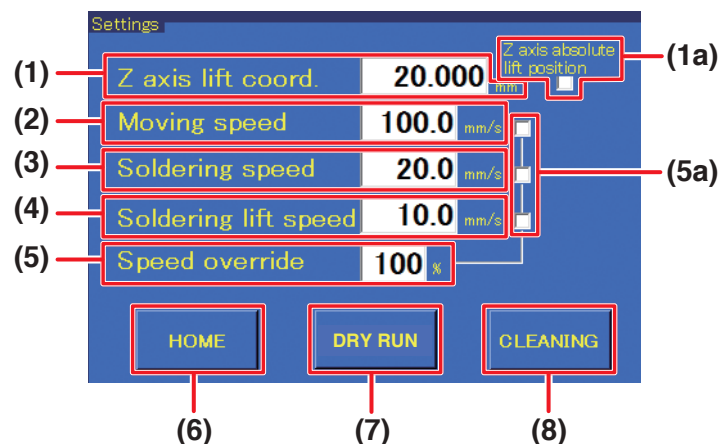 Settings
Z axis absolute
lift position
(1a)
(1)
Z axis lift coord.
20.000
mm
(2)
Moving speed
100.0
mm/s
(3)
Soldering speed
20.0
mm/s
(5a)
(4)
Soldering lift speed
10.0
mm/s
(5)
Speed override
100
%
HOME
DRY RUN
CLEANING
(6)
(7)
(8)